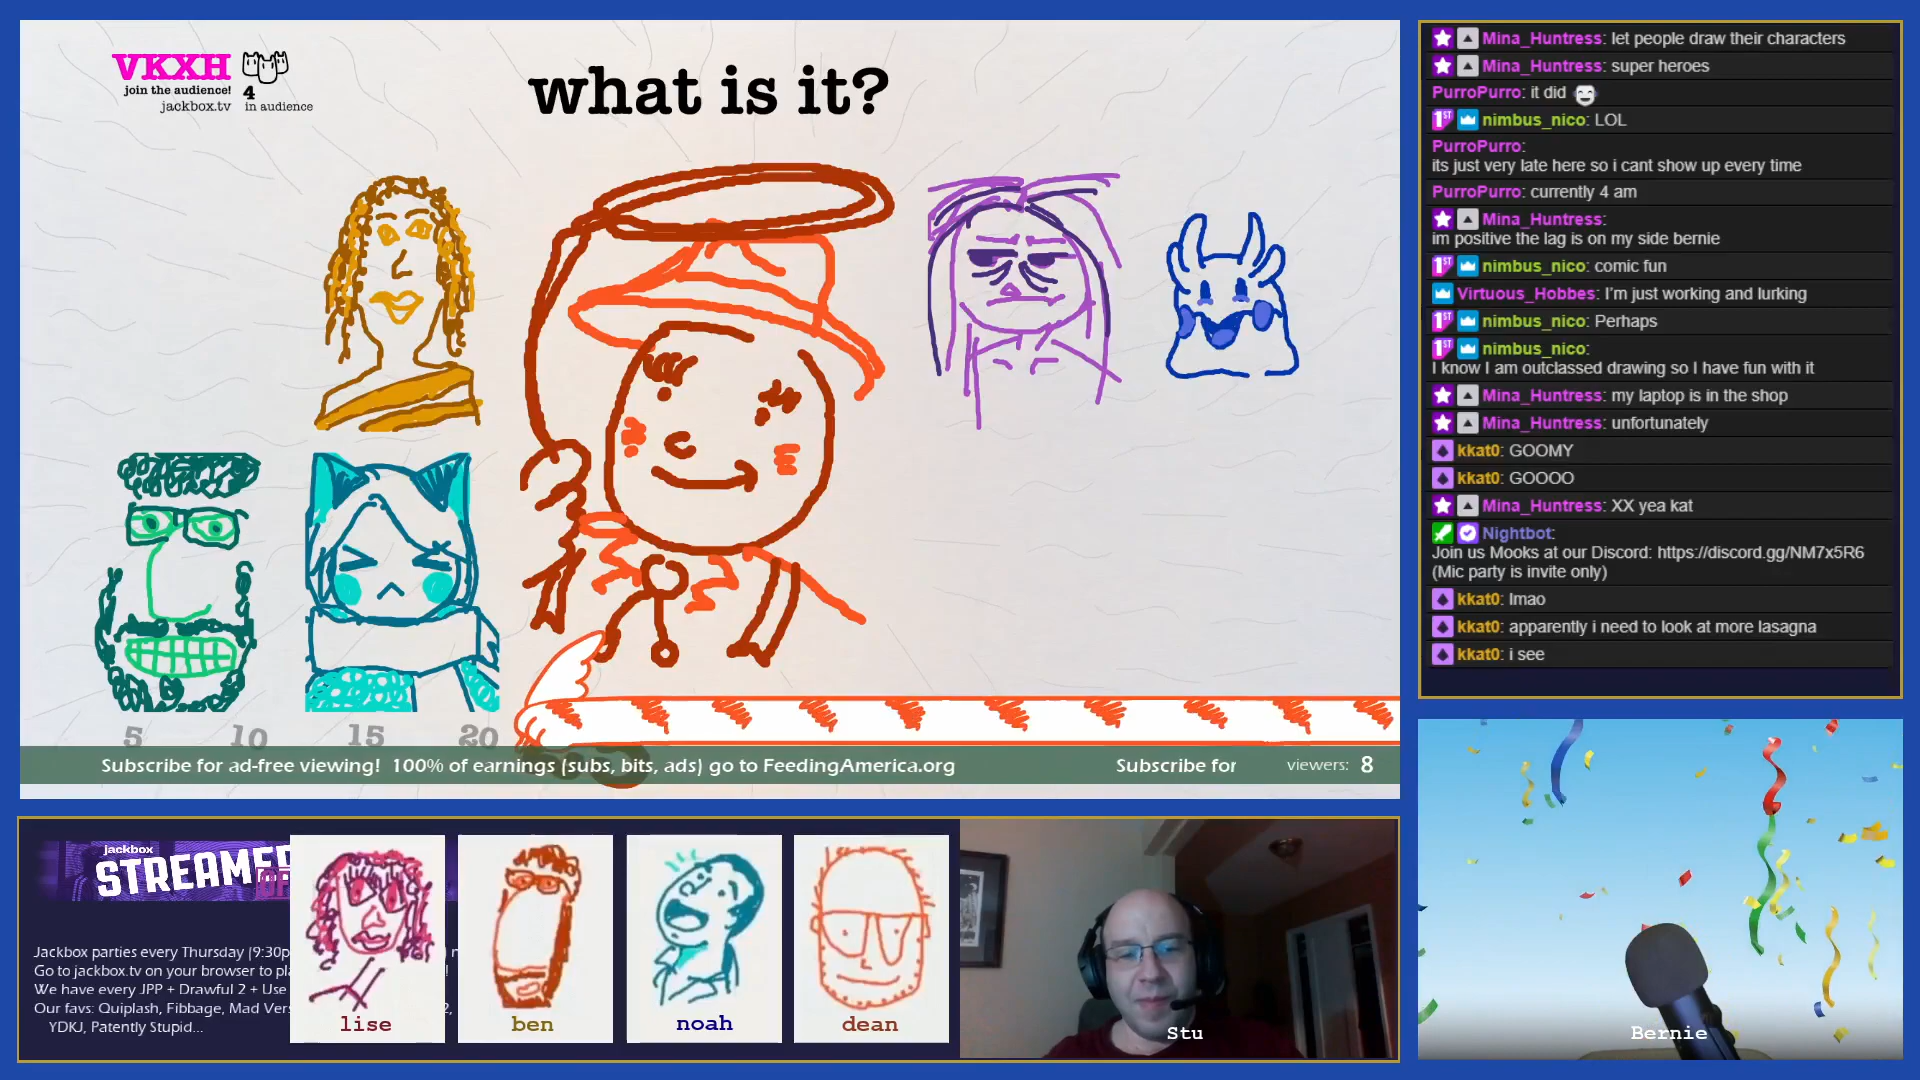 VKXH
join the audience!
jackbox.tv
4
in audience
what is it?
5 10 15 20
Subscribe for ad-free viewing! 100% of earnings (subs, bits, ads) go to FeedingAmerica.org
Subscribe for
viewers: 8
Mina_Huntress: let people draw their characters
Mina_Huntress: super heroes
PurroPurro: it did
1ST nimbus_nico: LOL
PurroPurro:
its just very late here so i cant show up every time
PurroPurro: currently 4 am
Mina_Huntress:
im positive the lag is on my side bernie
1ST nimbus_nico: comic fun
Virtuous_Hobbes: I'm just working and lurking
1ST nimbus_nico: Perhaps
1ST nimbus_nico:
I know I am outclassed drawing so I have fun with it
Mina_Huntress: my laptop is in the shop
Mina_Huntress: unfortunately
kkat0: GOOMY
kkat0: GOOOO
Mina_Huntress: XX yea kat
Nightbot:
Join us Mooks at our Discord: https://discord.gg/NM7x5R6
(Mic party is invite only)
kkat0: lmao
kkat0: apparently i need to look at more lasagna
kkat0: i see
jackbox
STREAMED
Jackbox parties every Thursday (9:30p
Go to jackbox.tv on your browser to pl
We have every JPP + Drawful 2 + Use
Our favs: Quiplash, Fibbage, Mad Vers
YDKJ, Patently Stupid...
lise
ben
noah
dean
Stu
Bernie